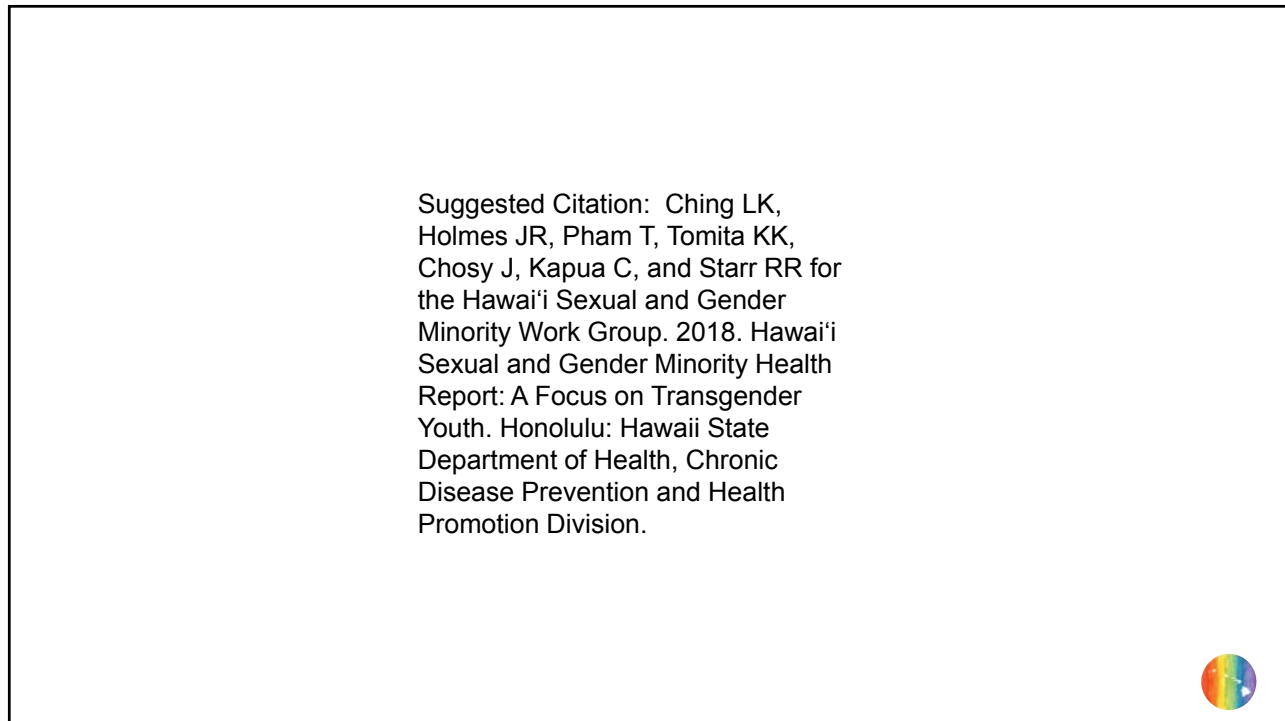 Suggested Citation:  Ching LK,
Holmes JR, Pham T, Tomita KK,
Chosy J, Kapua C, and Starr RR for
the Hawaiʻi Sexual and Gender
Minority Work Group. 2018. Hawaiʻi
Sexual and Gender Minority Health
Report: A Focus on Transgender
Youth. Honolulu: Hawaii State
Department of Health, Chronic
Disease Prevention and Health
Promotion Division.